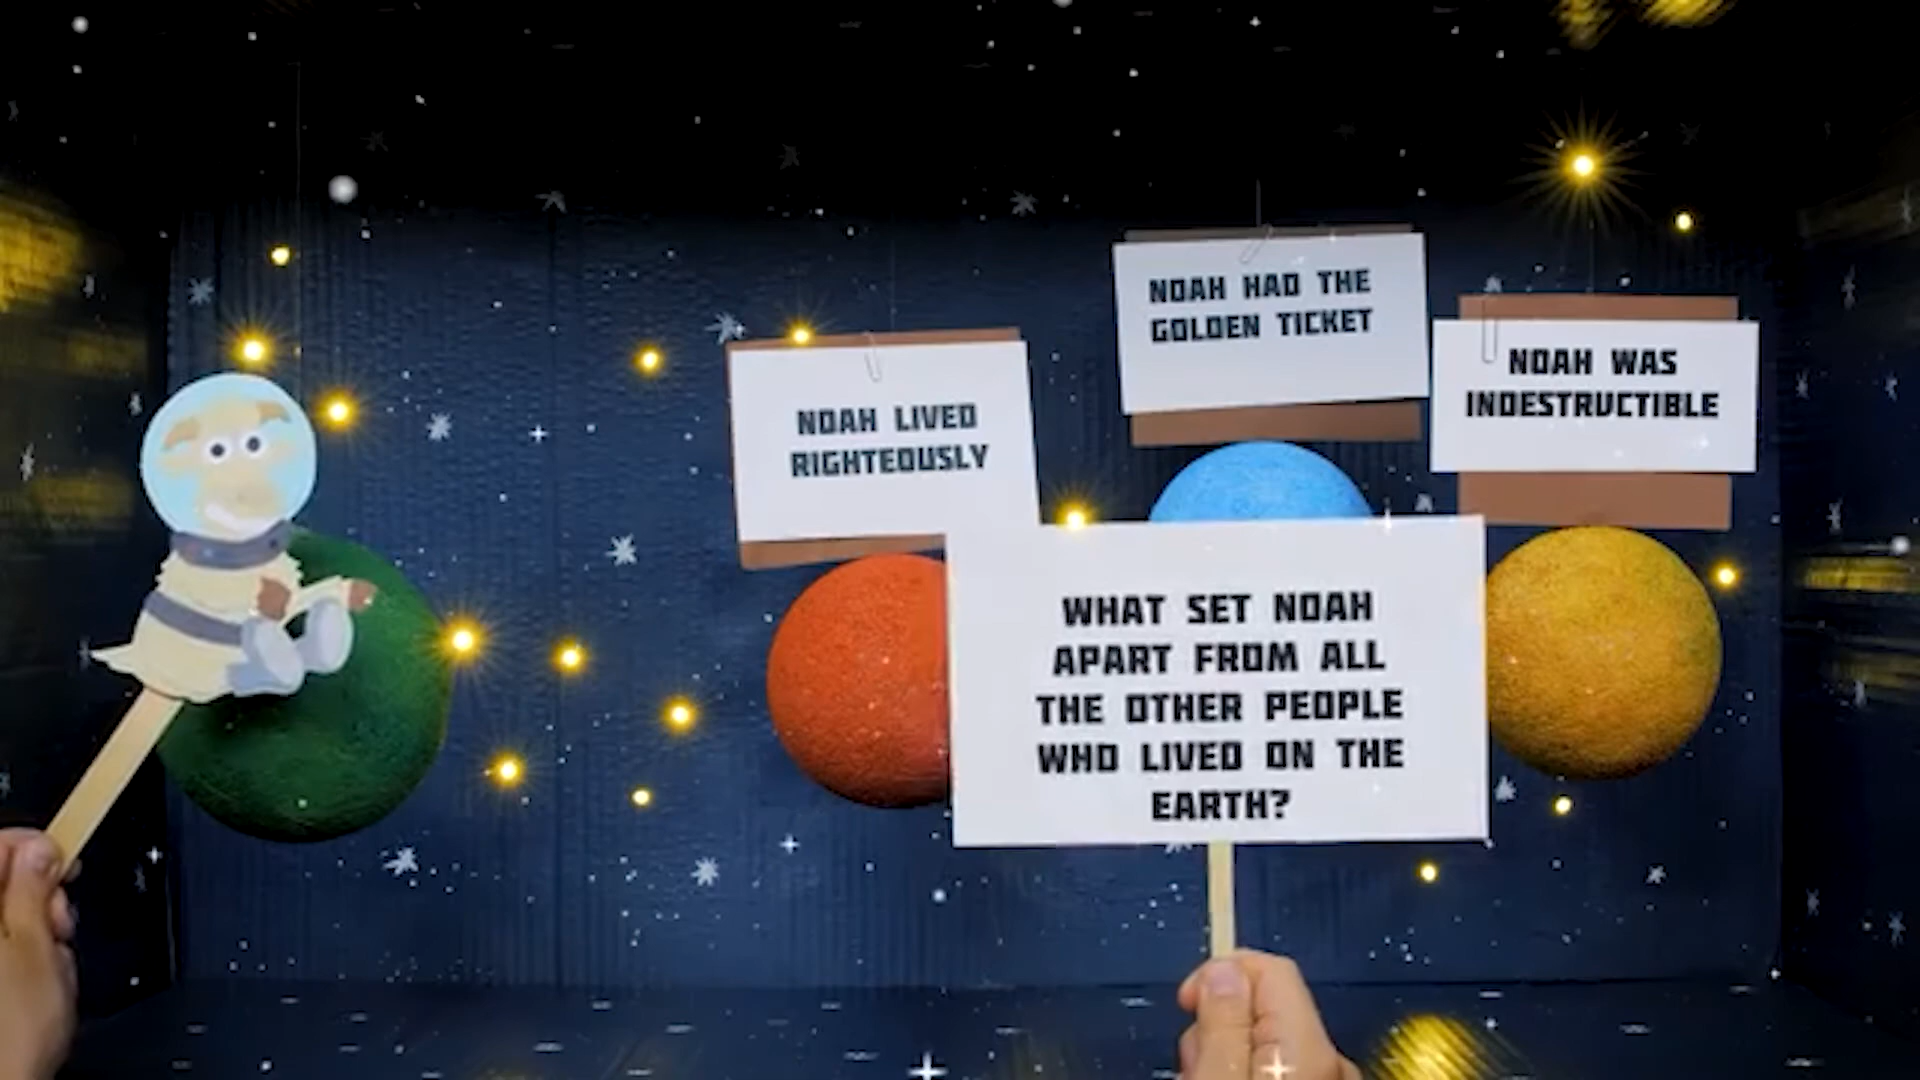 NOAH LIVED
RIGHTEOUSLY
NOAH HAD THE
GOLDEN TICKET
NOAH WAS
INDESTRUCTIBLE
WHAT SET NOAH
APART FROM ALL
THE OTHER PEOPLE
WHO LIVED ON THE
EARTH?